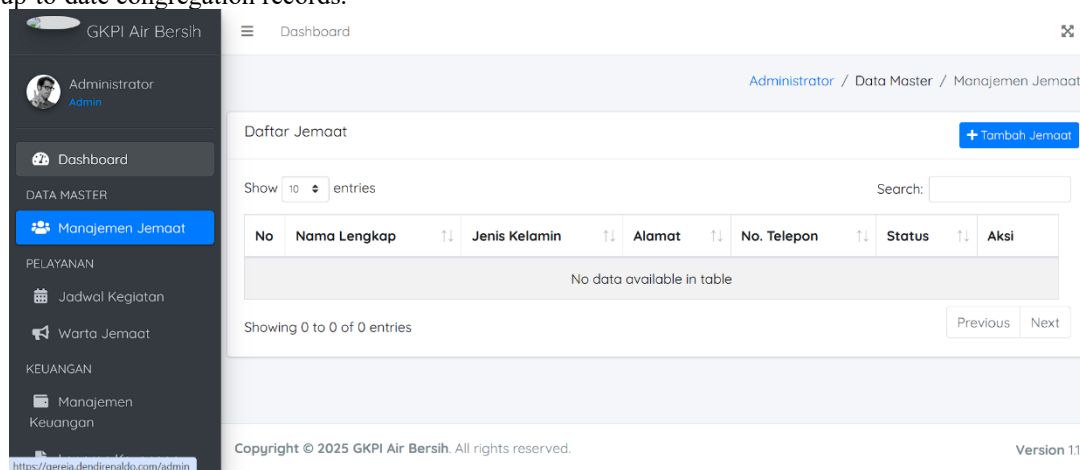 up-to-date congregation records.
GKPI Air Bersih
Dashboard
Administrator
Admin
Administrator / Data Master / Manajemen Jemaat
Daftar Jemaat
+ Tambah Jemaat
Dashboard
DATA MASTER
Show 10 entries
Search:
Manajemen Jemaat
No Nama Lengkap Jenis Kelamin Alamat No. Telepon Status Aksi
PELAYANAN
No data available in table
Jadwal Kegiatan
Warta Jemaat
Showing 0 to 0 of 0 entries
Previous Next
KEUANGAN
Manajemen
Keuangan
Copyright © 2025 GKPI Air Bersih. All rights reserved.
Version 1.1
https://gereja.dendirenaldo.com/admin